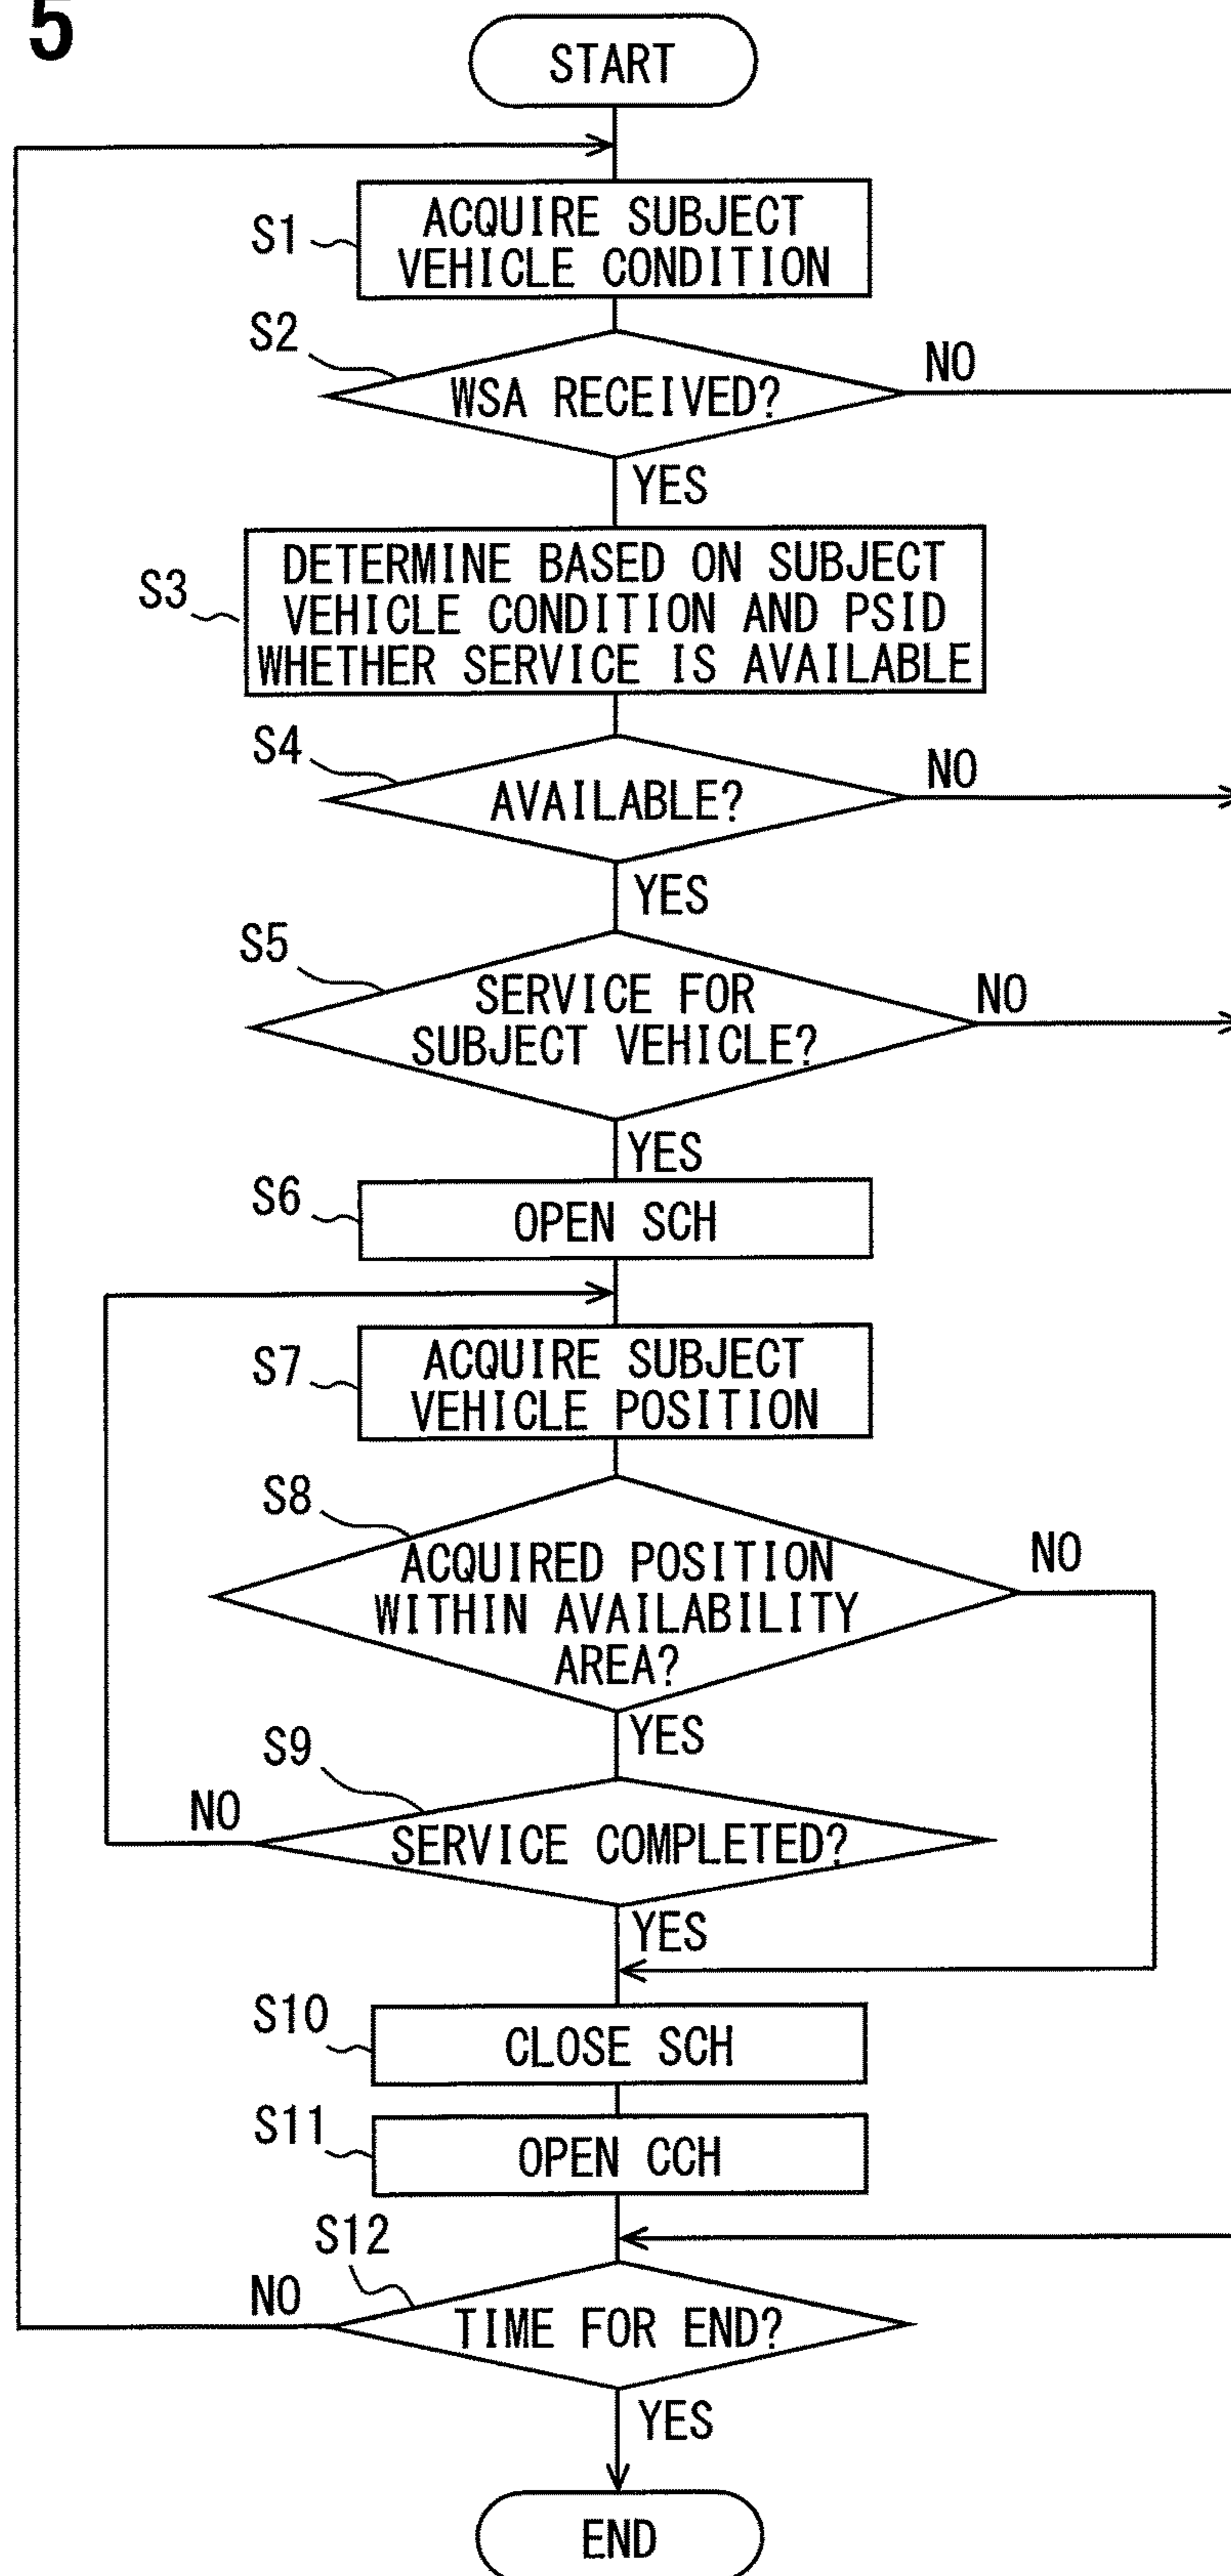 5
START
S1
ACQUIRE SUBJECT
VEHICLE CONDITION
S2
WSA RECEIVED?
NO
YES
S3
DETERMINE BASED ON SUBJECT
VEHICLE CONDITION AND PSID
WHETHER SERVICE IS AVAILABLE
S4
AVAILABLE?
NO
YES
S5
SERVICE FOR
SUBJECT VEHICLE?
NO
YES
S6
OPEN SCH
S7
ACQUIRE SUBJECT
VEHICLE POSITION
S8
ACQUIRED POSITION
WITHIN AVAILABILITY
AREA?
NO
YES
S9
SERVICE COMPLETED?
NO
YES
S10
CLOSE SCH
S11
OPEN CCH
S12
TIME FOR END?
NO
YES
END